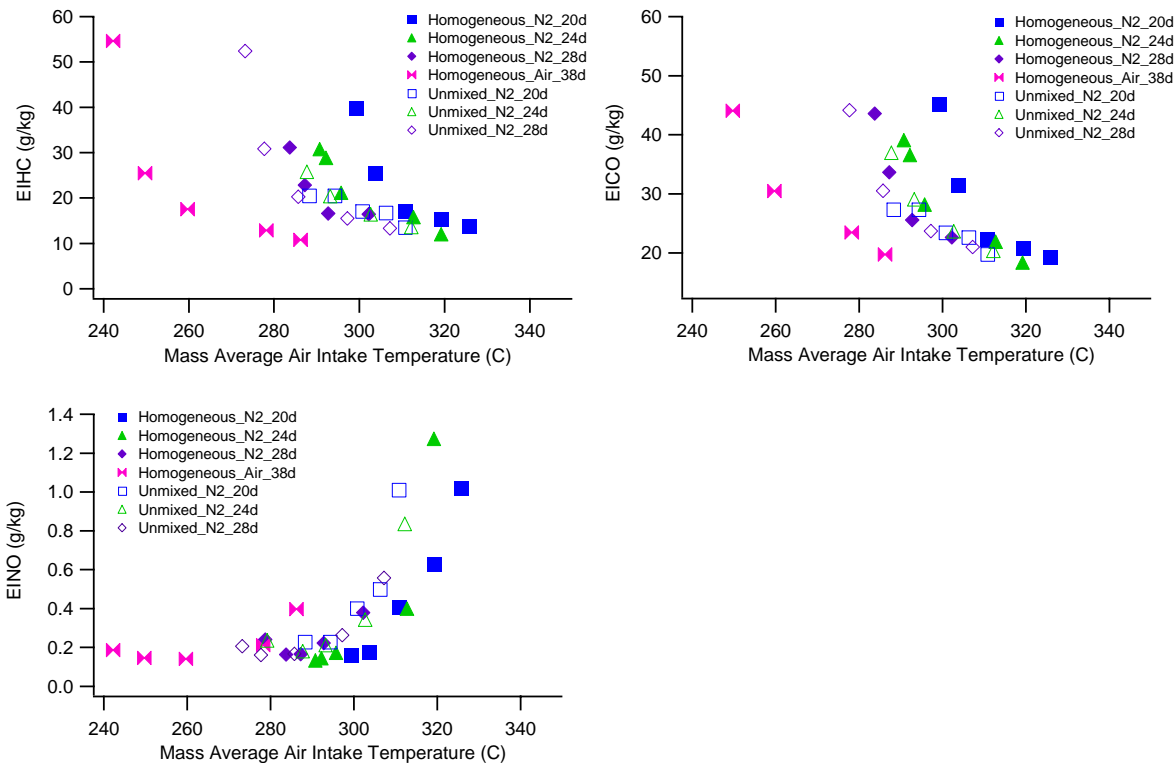 60
50
40
30
20
10
0
EIHC (g/kg)
240 260 280 300 320 340
Mass Average Air Intake Temperature (C)
Homogeneous_N2_20d
Homogeneous_N2_24d
Homogeneous_N2_28d
Homogeneous_Air_38d
Unmixed_N2_20d
Unmixed_N2_24d
Unmixed_N2_28d
60
50
40
30
20
EICO (g/kg)
240 260 280 300 320 340
Mass Average Air Intake Temperature (C)
Homogeneous_N2_20d
Homogeneous_N2_24d
Homogeneous_N2_28d
Homogeneous_Air_38d
Unmixed_N2_20d
Unmixed_N2_24d
Unmixed_N2_28d
1.4
1.2
1.0
0.8
0.6
0.4
0.2
0.0
EINO (g/kg)
240 260 280 300 320 340
Mass Average Air Intake Temperature (C)
Homogeneous_N2_20d
Homogeneous_N2_24d
Homogeneous_N2_28d
Homogeneous_Air_38d
Unmixed_N2_20d
Unmixed_N2_24d
Unmixed_N2_28d